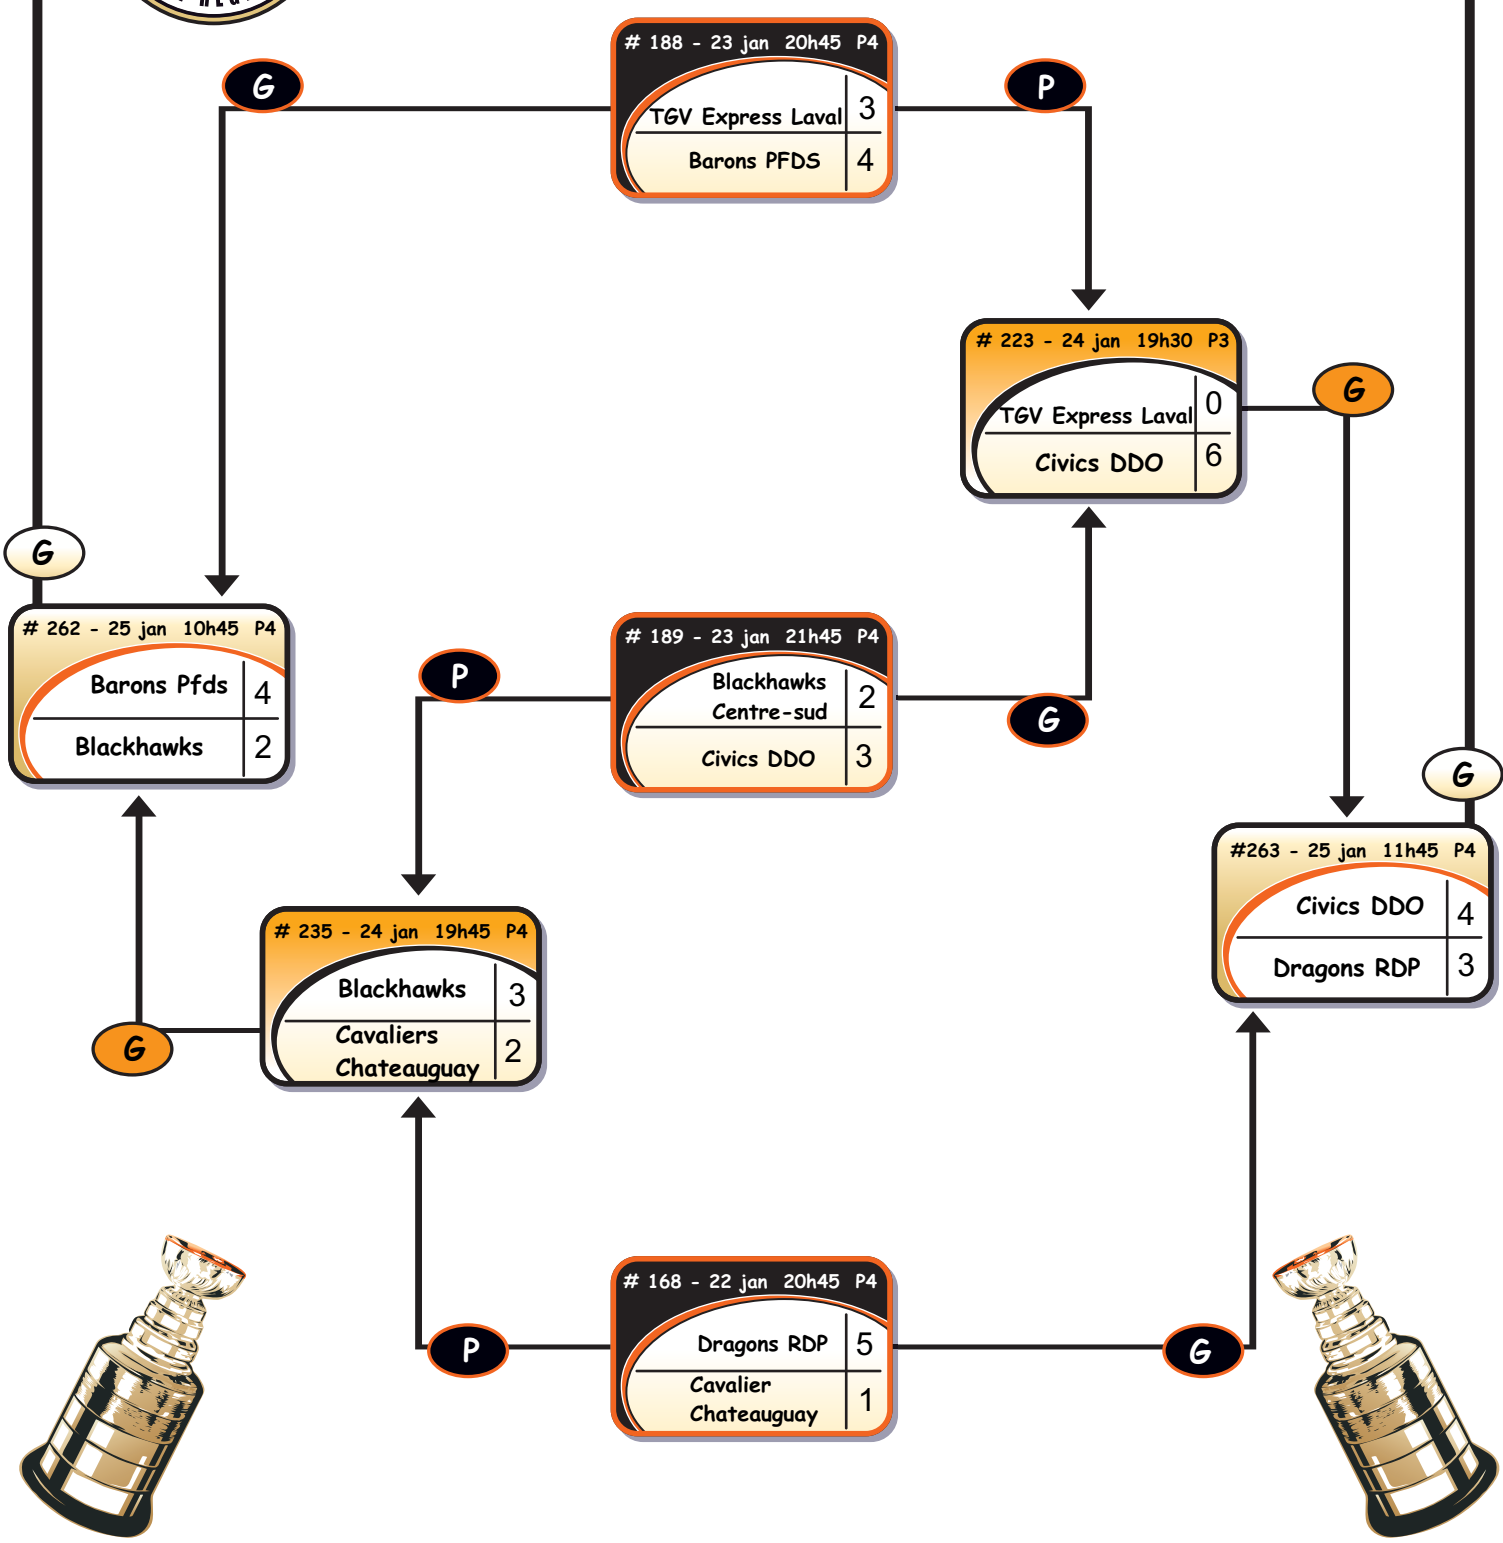 # 188 - 23 jan 20h45 P4
G
P
TGV Express Laval 3
Barons PFDS 4
# 223 - 24 jan 19h30 P3
G
TGV Express Laval 0
Civics DDO 6
G
# 262 - 25 jan 10h45 P4
Barons Pfds 4
Blackhawks 2
# 189 - 23 jan 21h45 P4
P
Blackhawks
Centre-sud 2
G
Civics DDO 3
G
#263 - 25 jan 11h45 P4
Civics DDO 4
Dragons RDP 3
# 235 - 24 jan 19h45 P4
Blackhawks 3
Cavaliers
Chateauguay 2
G
# 168 - 22 jan 20h45 P4
P
Dragons RDP 5
G
Cavalier
Chateauguay 1